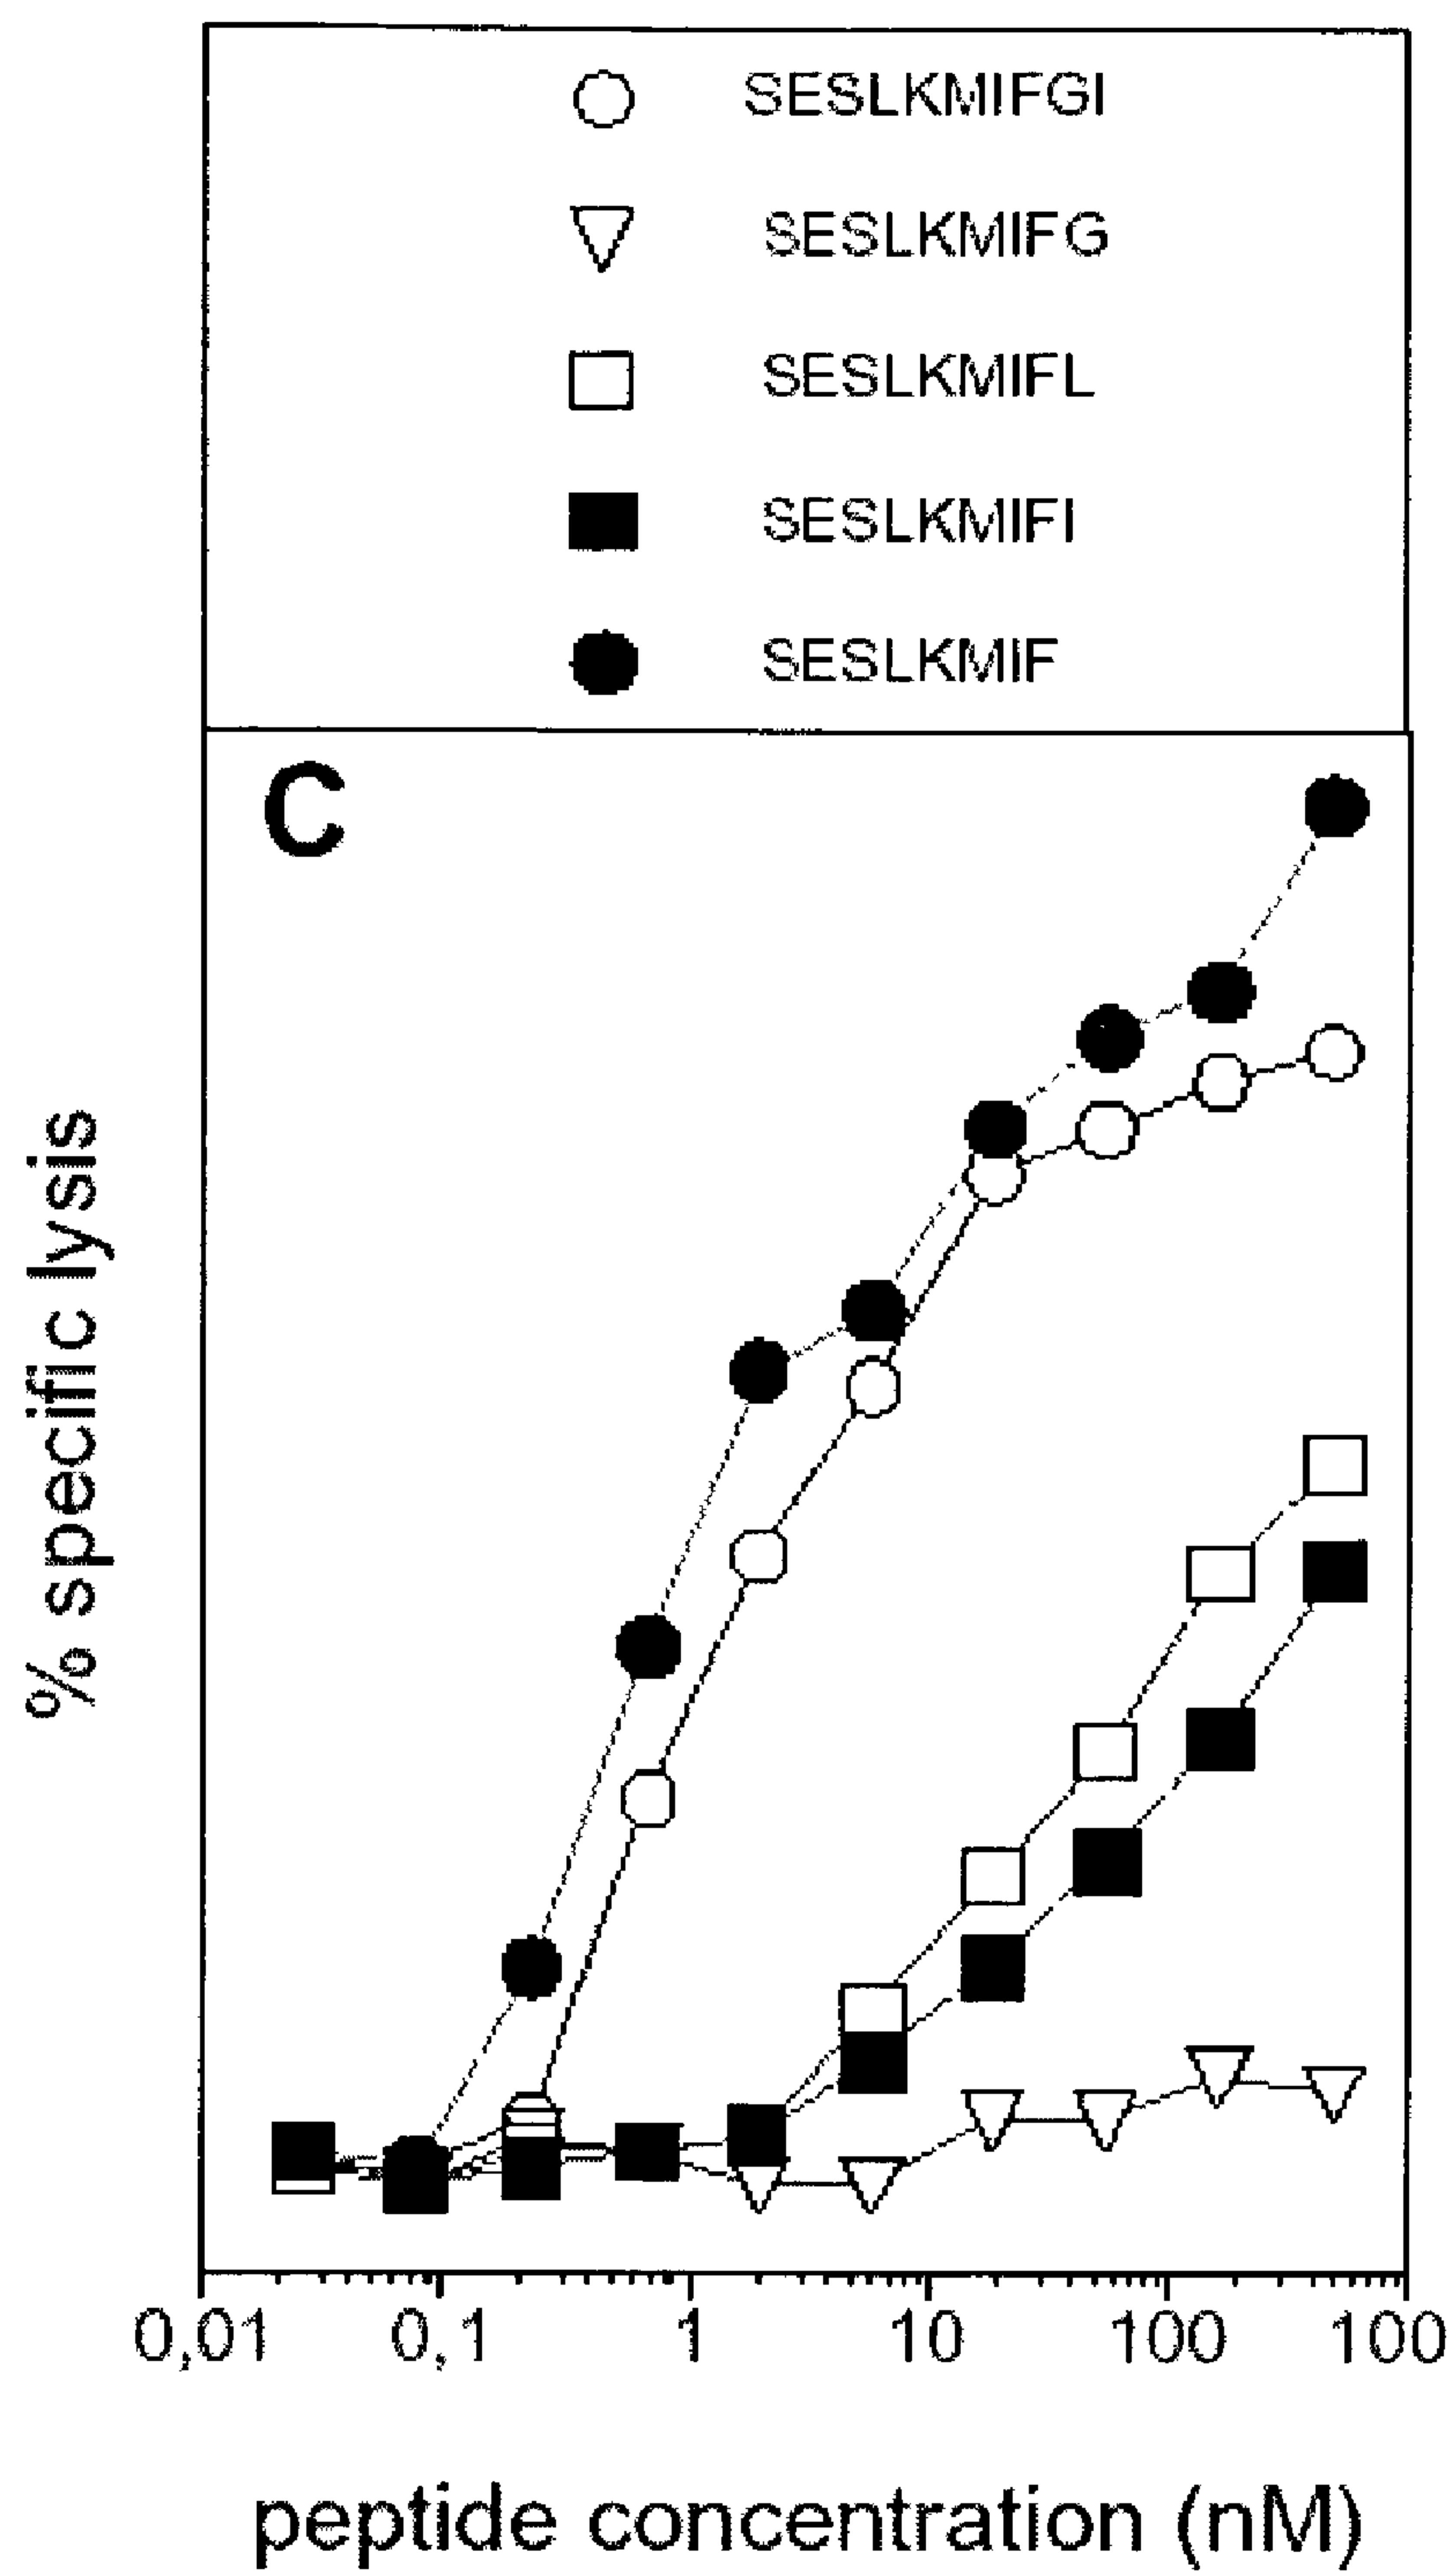 SESLKMIFGI
SESLKMIFG
SESLKMIFL
SESLKMIFI
SESLKMIF
C
% specific lysis
0,01 0,1 1 10 100 100
peptide concentration (nM)